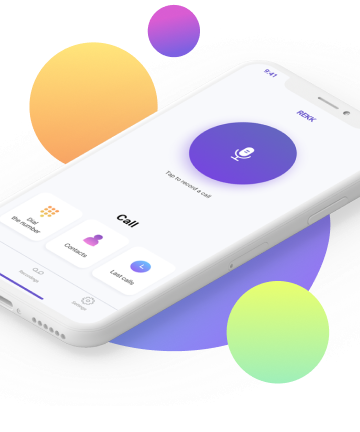 9:41
REKK
Tap to record a call
Call
Dial
the number
Contacts
Last calls
Recordings
Settings